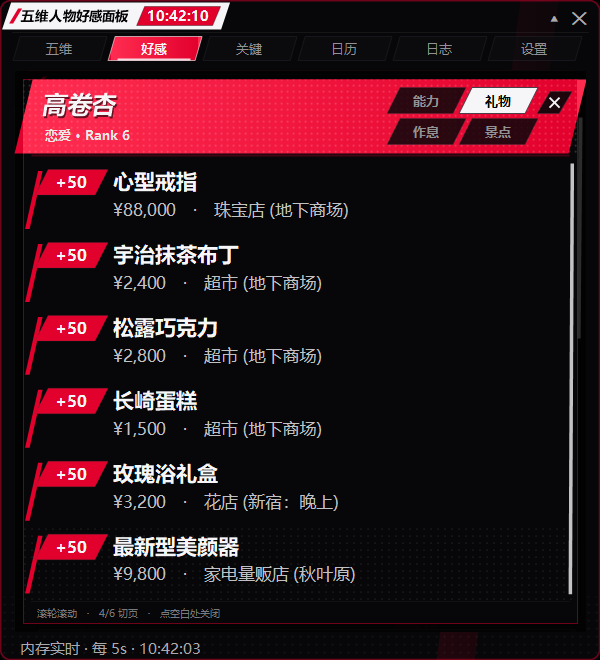 五维人物好感面板 10:42:10 ▲ ✕
五维 好感 关键 日历 日志 设置
高卷杏 能力 礼物 ✕
恋爱 • Rank 6 作息 景点
+50 心型戒指
¥88,000 · 珠宝店 (地下商场)
+50 宇治抹茶布丁
¥2,400 · 超市 (地下商场)
+50 松露巧克力
¥2,800 · 超市 (地下商场)
+50 长崎蛋糕
¥1,500 · 超市 (地下商场)
+50 玫瑰浴礼盒
¥3,200 · 花店 (新宿：晚上)
+50 最新型美颜器
¥9,800 · 家电量贩店 (秋叶原)
滚轮滚动 · 4/6 切页 · 点空白处关闭
内存实时 · 每 5s · 10:42:03